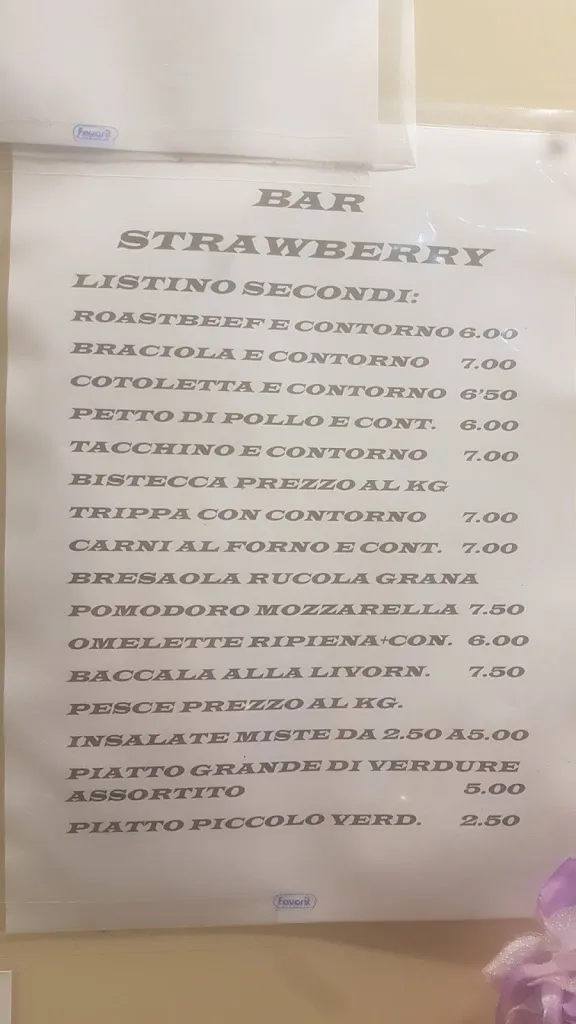 Favorit
BAR
STRAWBERRY
LISTINO SECONDI:
ROASTBEEF E CONTORNO 6.00
BRACIOLA E CONTORNO 7.00
COTOLETTA E CONTORNO 6'50
PETTO DI POLLO E CONT. 6.00
TACCHINO E CONTORNO 7.00
BISTECCA PREZZO AL KG
TRIPPA CON CONTORNO 7.00
CARNI AL FORNO E CONT. 7.00
BRESAOLA RUCOLA GRANA
POMODORO MOZZARELLA 7.50
OMELETTE RIPIENA+CON. 6.00
BACCALA ALLA LIVORN. 7.50
PESCE PREZZO AL KG.
INSALATE MISTE DA 2.50 A5.00
PIATTO GRANDE DI VERDURE
ASSORTITO 5.00
PIATTO PICCOLO VERD. 2.50
Favorit